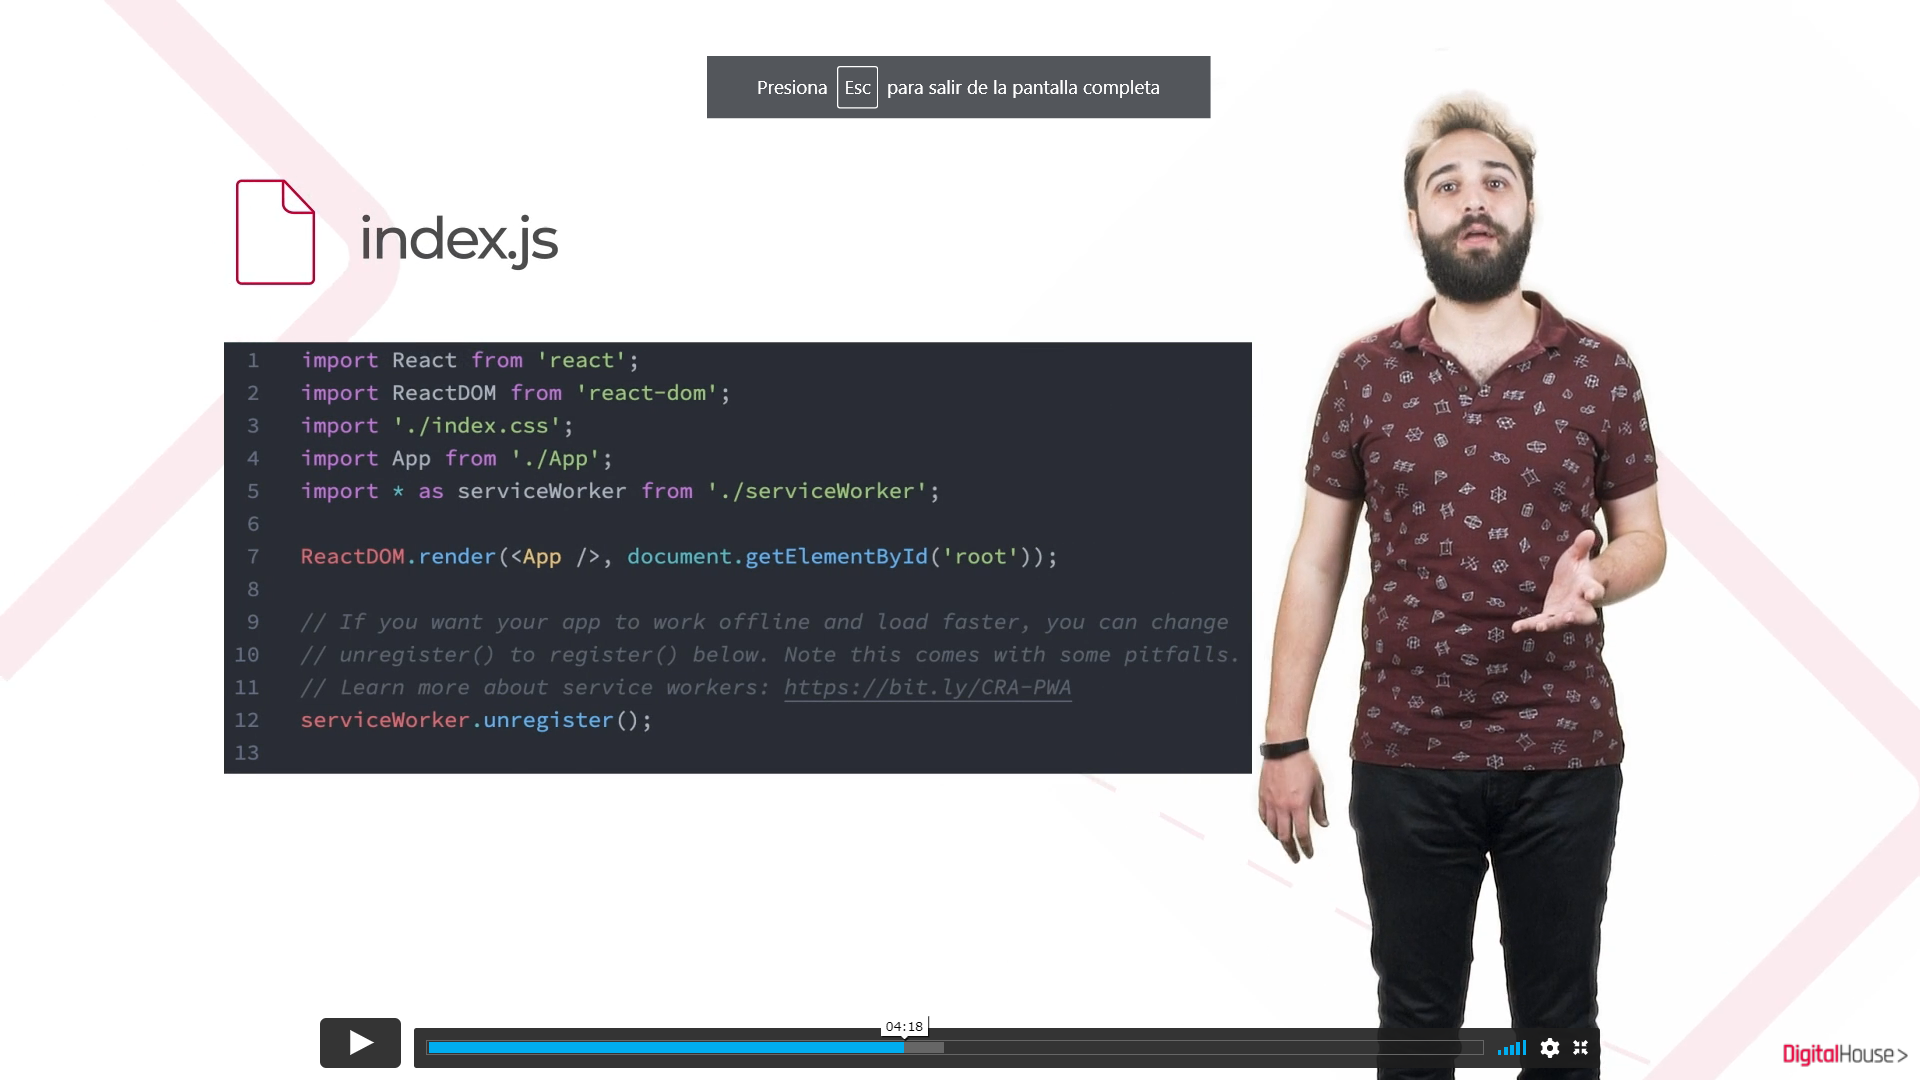 Presiona Esc para salir de la pantalla completa
index.js
1 import React from 'react';
2 import ReactDOM from 'react-dom';
3 import './index.css';
4 import App from './App';
5 import * as serviceWorker from './serviceWorker';
6
7 ReactDOM.render(<App />, document.getElementById('root'));
8
9 // If you want your app to work offline and load faster, you can change
10 // unregister() to register() below. Note this comes with some pitfalls.
11 // Learn more about service workers: https://bit.ly/CRA-PWA
12 serviceWorker.unregister();
13
04:18
DigitalHouse>